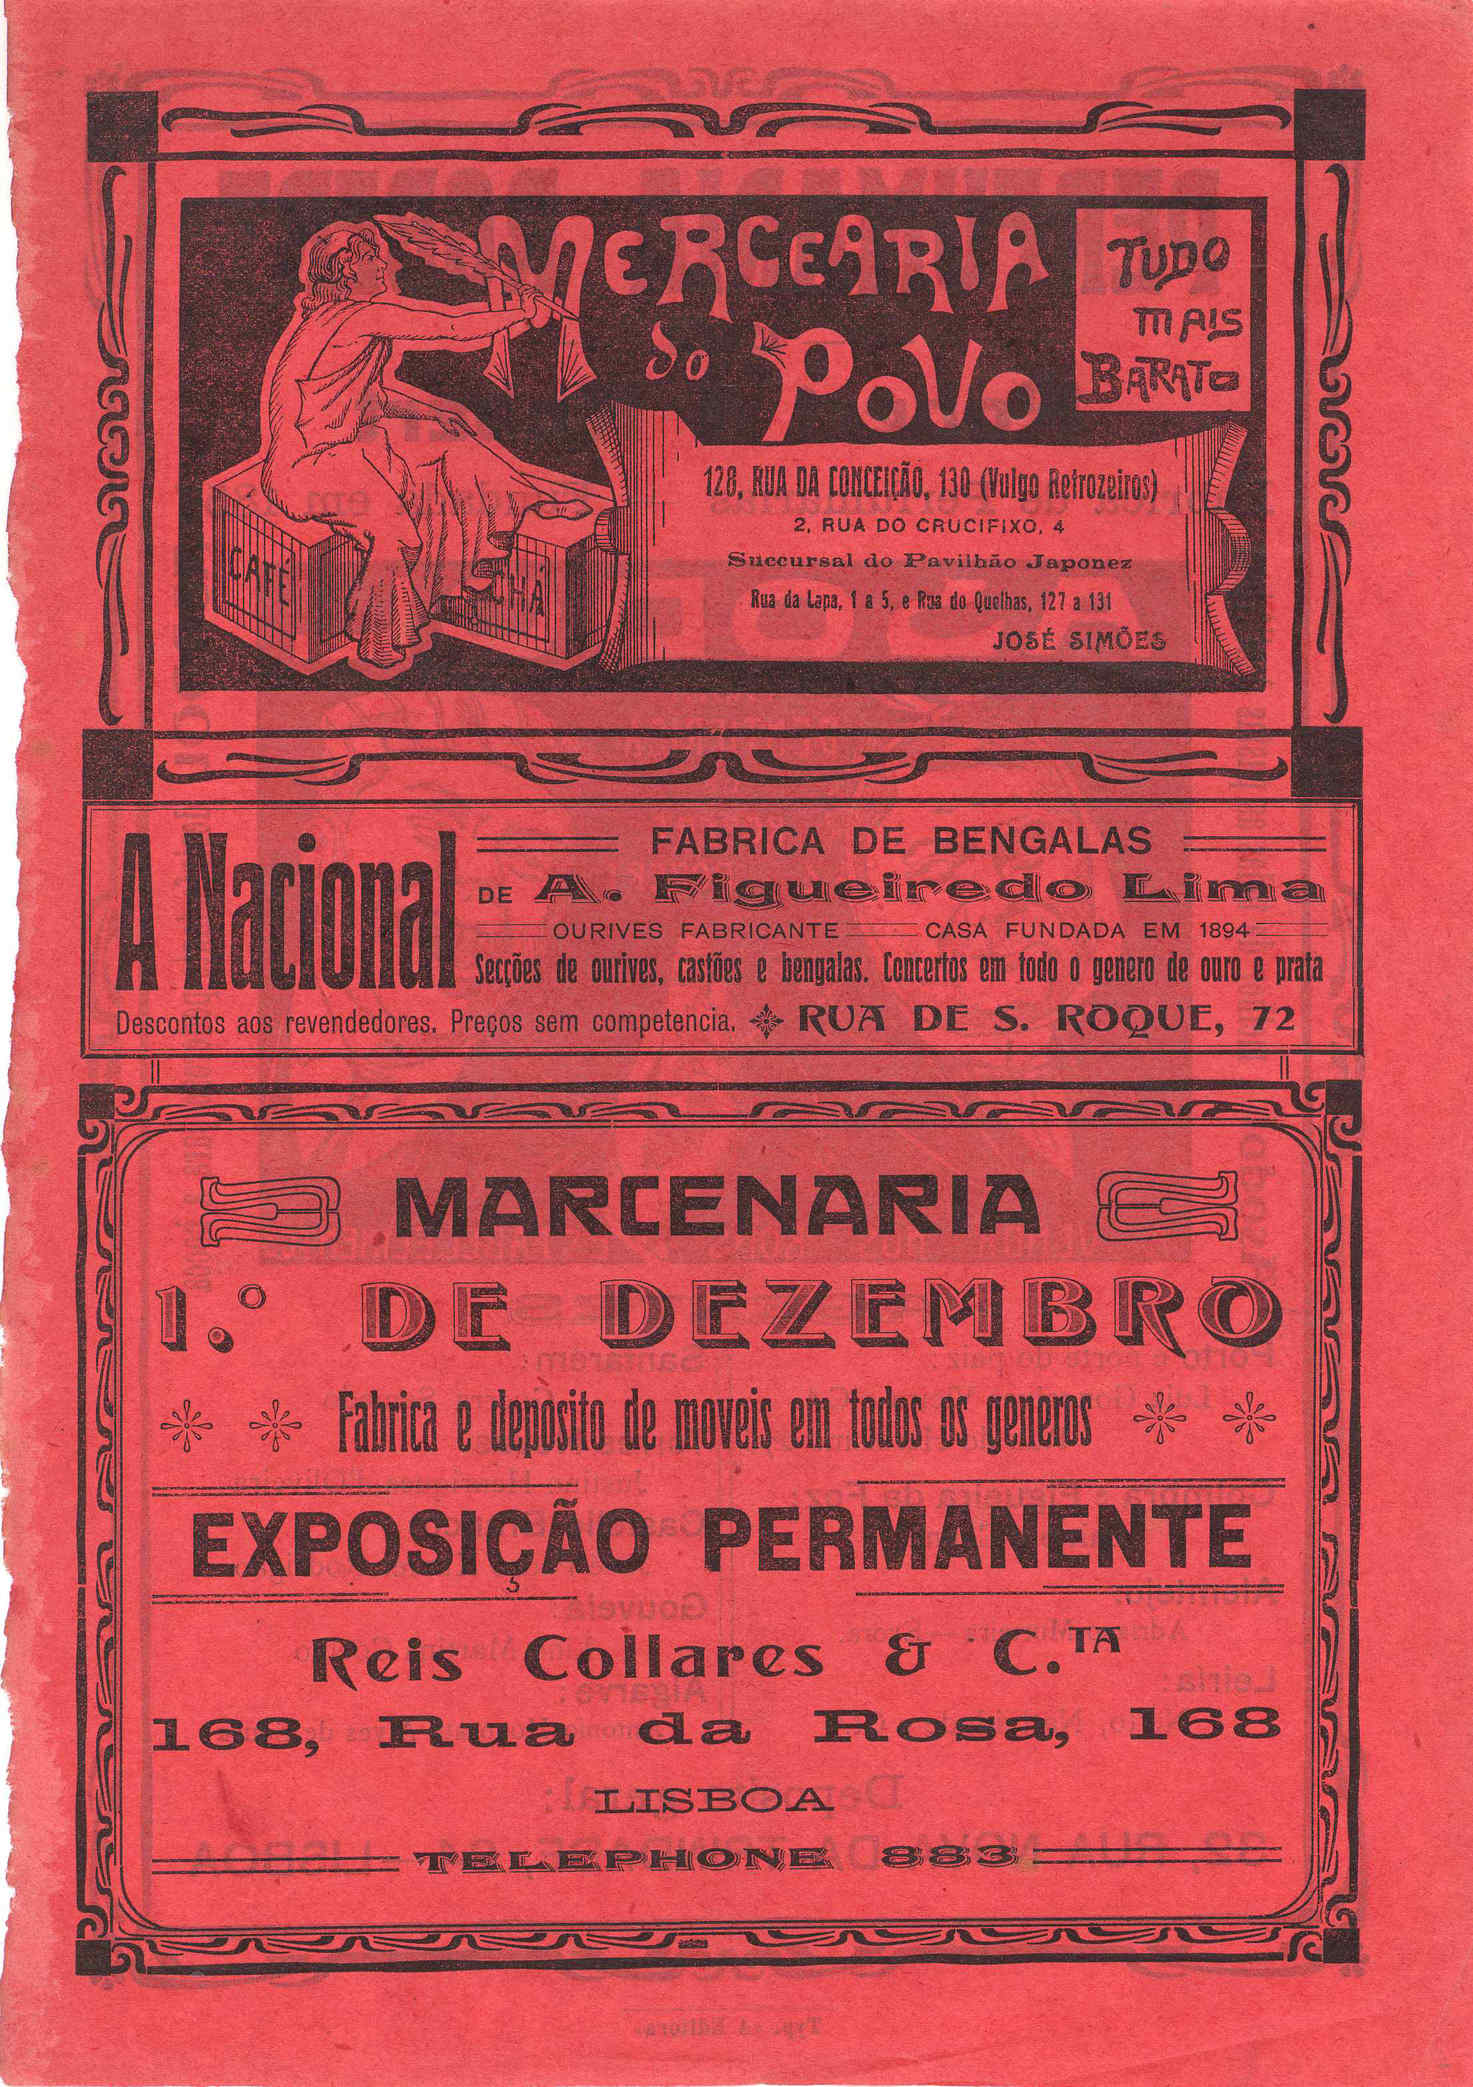 MERCEARIA
do POVO
TUDO
MAIS
BARATO
128, RUA DA CONCEIÇÃO, 130 (Vulgo Retrozeiros)
2, RUA DO CRUCIFIXO, 4
Succursal do Pavilhão Japonez
Rua da Lapa, 1 a 5, e Rua do Quelhas, 127 a 131
JOSÉ SIMÕES
CAFÉ
CHÁ
A Nacional
FABRICA DE BENGALAS
DE A. Figueiredo Lima
OURIVES FABRICANTE CASA FUNDADA EM 1894
Secções de ourives, castões e bengalas. Concertos em todo o genero de ouro e prata
Descontos aos revendedores. Preços sem competencia. RUA DE S. ROQUE, 72
MARCENARIA
1.º DE DEZEMBRO
Fabrica e deposito de moveis em todos os generos
EXPOSIÇÃO PERMANENTE
Reis Collares & C.TA
168, Rua da Rosa, 168
LISBOA
TELEPHONE 883